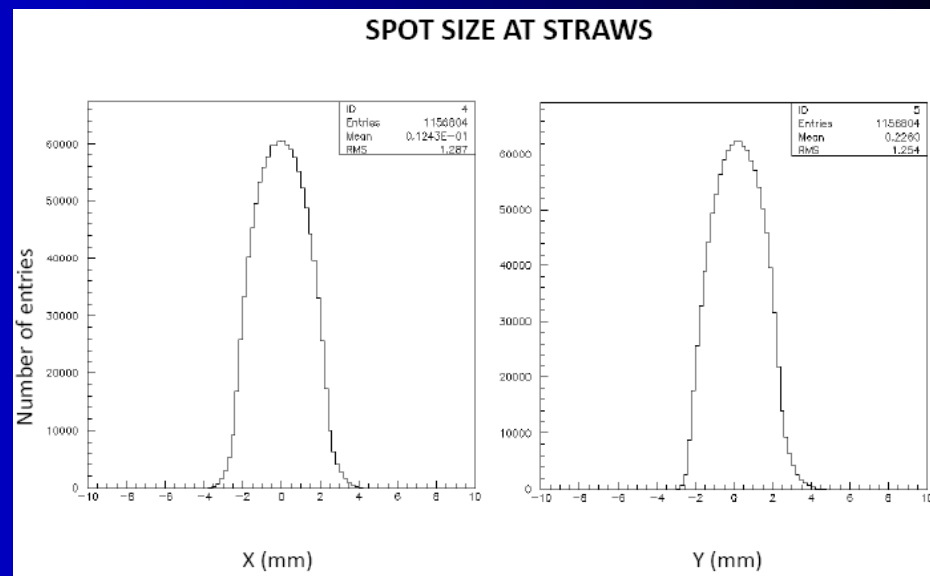 SPOT SIZE AT STRAWS
ID 4
Entries 1156804
Mean 0.1243E-01
RMS 1.287
60000
50000
40000
30000
20000
10000
0
-10 -8 -6 -4 -2 0 2 4 6 8 10
Number of entries
X (mm)
ID 5
Entries 1156804
Mean 0.2260
RMS 1.254
60000
50000
40000
30000
20000
10000
0
-10 -8 -6 -4 -2 0 2 4 6 8 10
Y (mm)